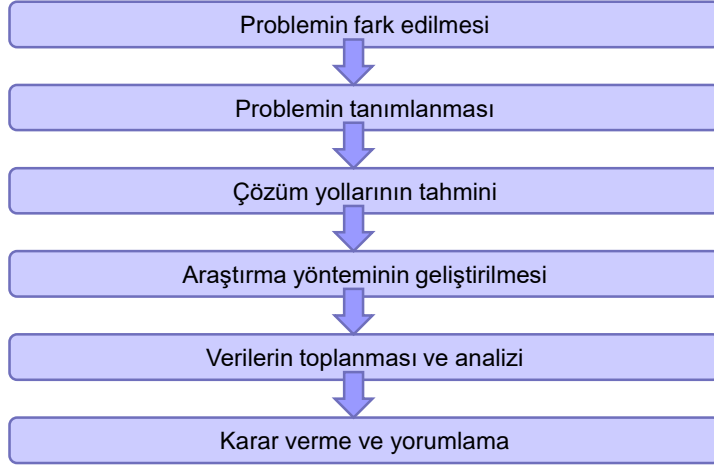 Problemin fark edilmesi
Problemin tanımlanması
Çözüm yollarının tahmini
Araştırma yönteminin geliştirilmesi
Verilerin toplanması ve analizi
Karar verme ve yorumlama